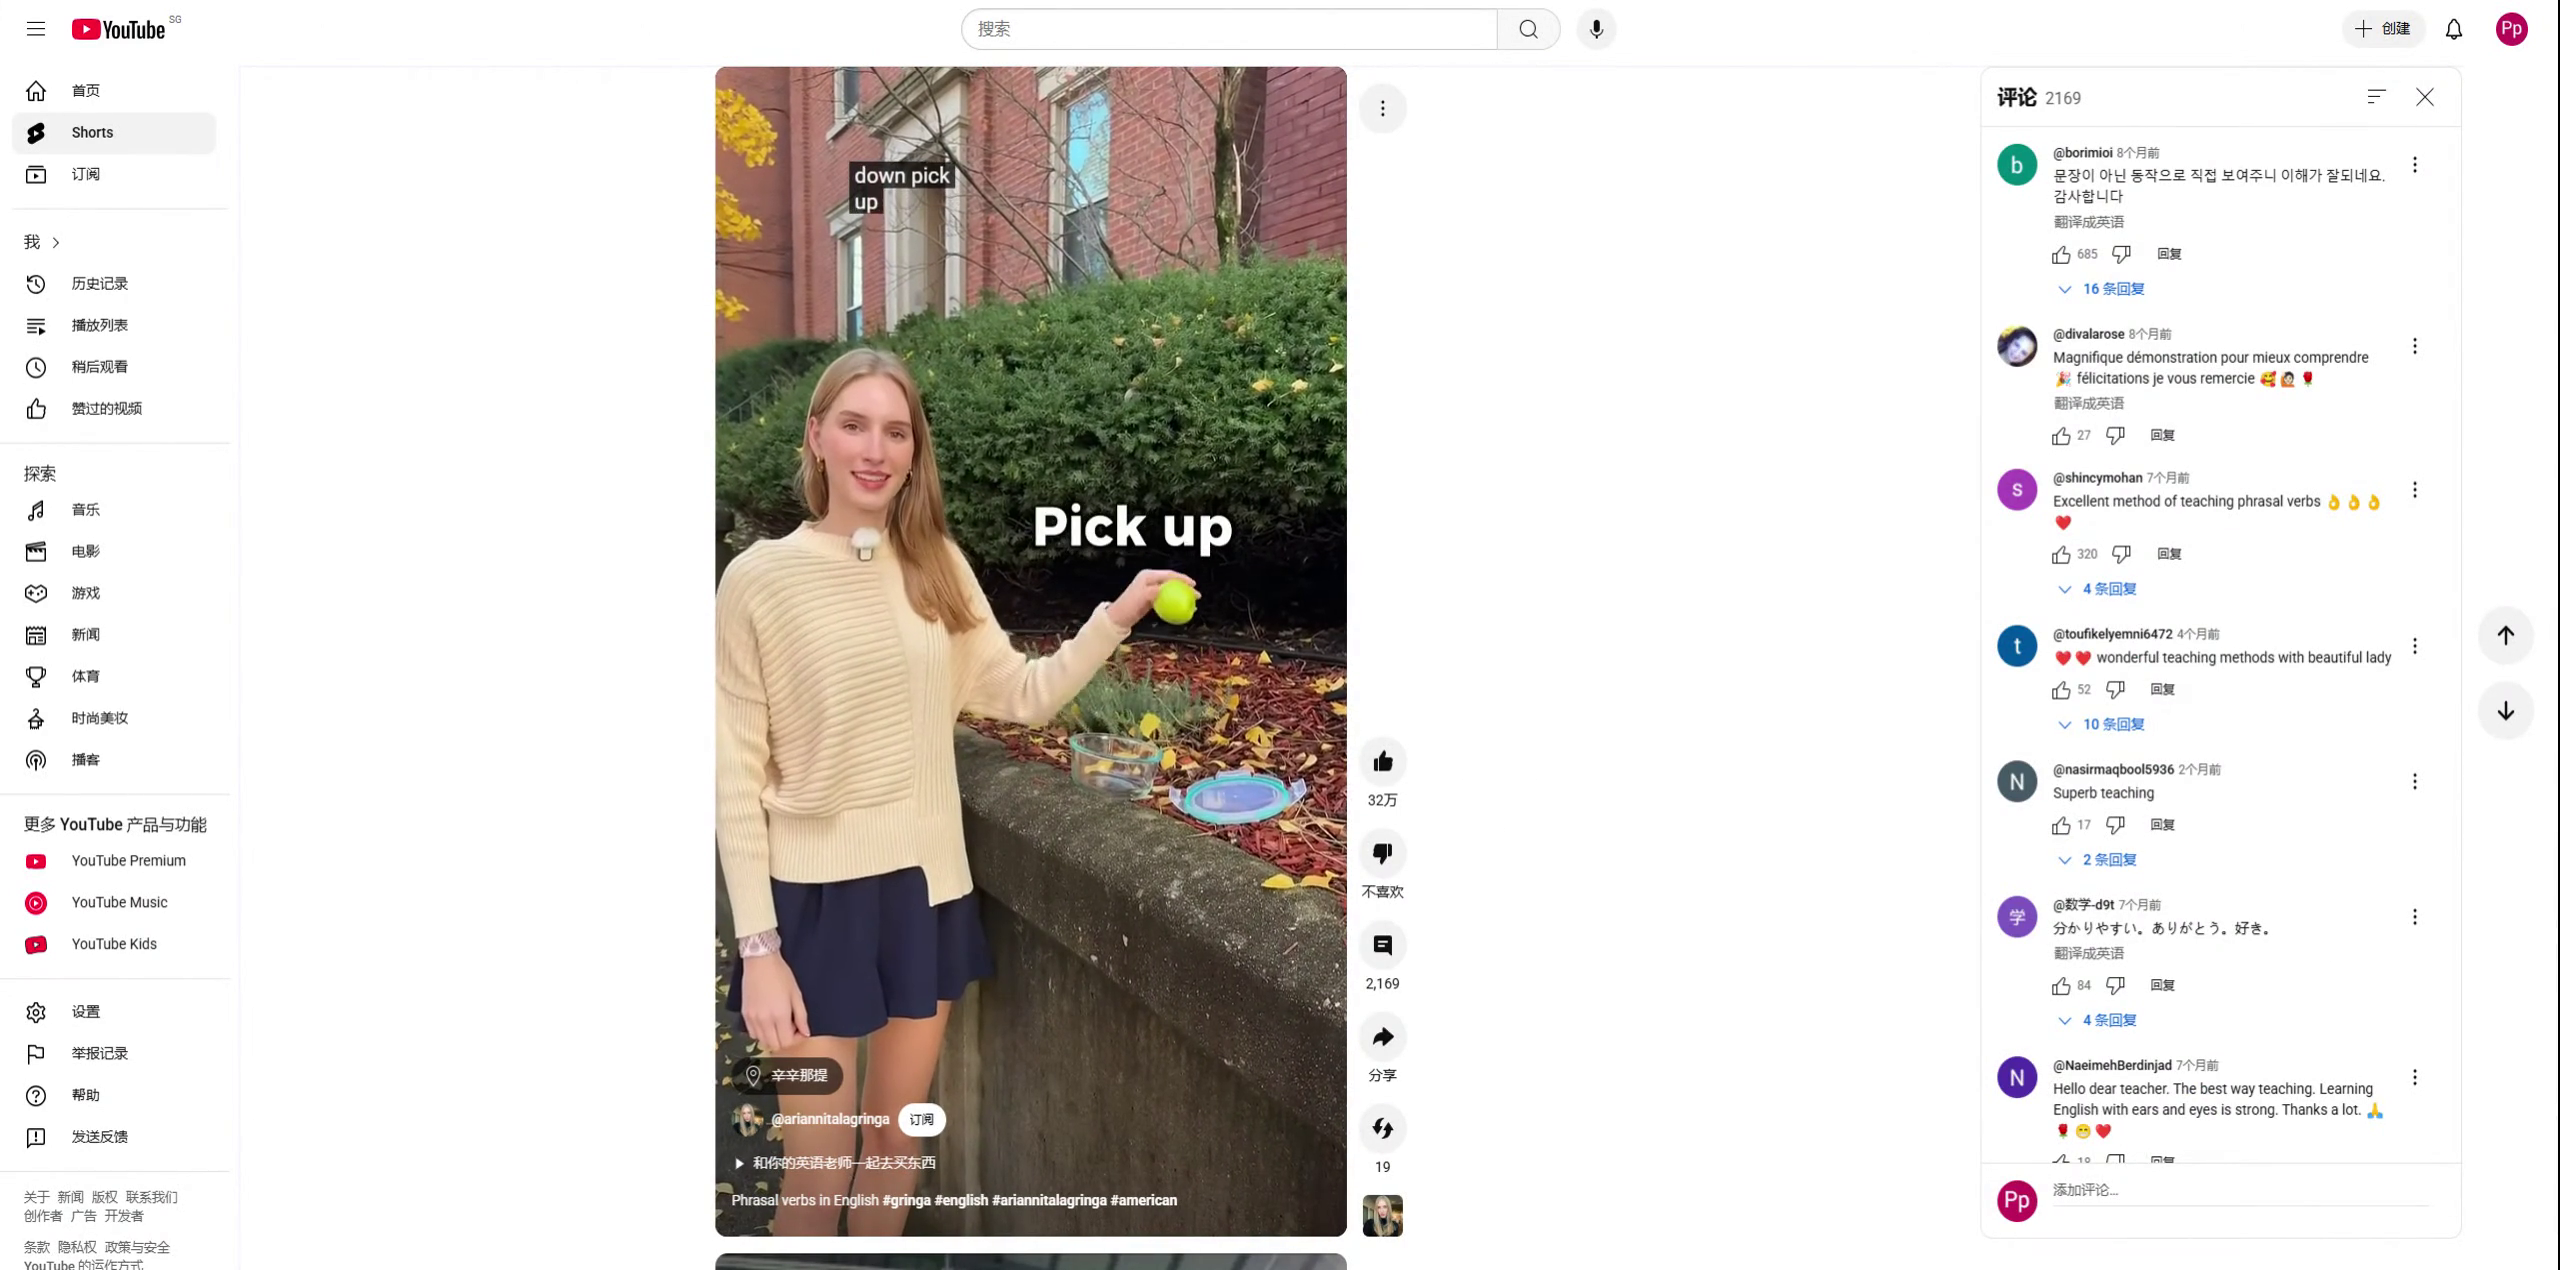 YouTube SG
搜索
创建
Pp
首页
Shorts
订阅
我
历史记录
播放列表
稍后观看
赞过的视频
探索
音乐
电影
游戏
新闻
体育
时尚美妆
播客
更多 YouTube 产品与功能
YouTube Premium
YouTube Music
YouTube Kids
设置
举报记录
帮助
发送反馈
关于 新闻 版权 联系我们
创作者 广告 开发者
条款 隐私权 政策与安全
YouTube 的运作方式
down pick
up
Pick up
辛辛那提
@ariannitalagringa 订阅
和你的英语老师一起去买东西
Phrasal verbs in English #gringa #english #ariannitalagringa #american
32万
不喜欢
2,169
分享
19
评论 2169
b
@borimioi 8个月前
문장이 아닌 동작으로 직접 보여주니 이해가 잘되네요.
감사합니다
翻译成英语
685 回复
16 条回复
@divalarose 8个月前
Magnifique démonstration pour mieux comprendre
🎉 félicitations je vous remercie 🥰 🙋🏻 🌹
翻译成英语
27 回复
s
@shincymohan 7个月前
Excellent method of teaching phrasal verbs 👌 👌 👌
❤️
320 回复
4 条回复
t
@toufikelyemni6472 4个月前
❤️ ❤️ wonderful teaching methods with beautiful lady
52 回复
10 条回复
N
@nasirmaqbool5936 2个月前
Superb teaching
17 回复
2 条回复
学
@数学-d9t 7个月前
分かりやすい。ありがとう。好き。
翻译成英语
84 回复
4 条回复
N
@NaeimehBerdinjad 7个月前
Hello dear teacher. The best way teaching. Learning
English with ears and eyes is strong. Thanks a lot. 🙏
🌹 😁 ❤️
18 回复
Pp
添加评论...